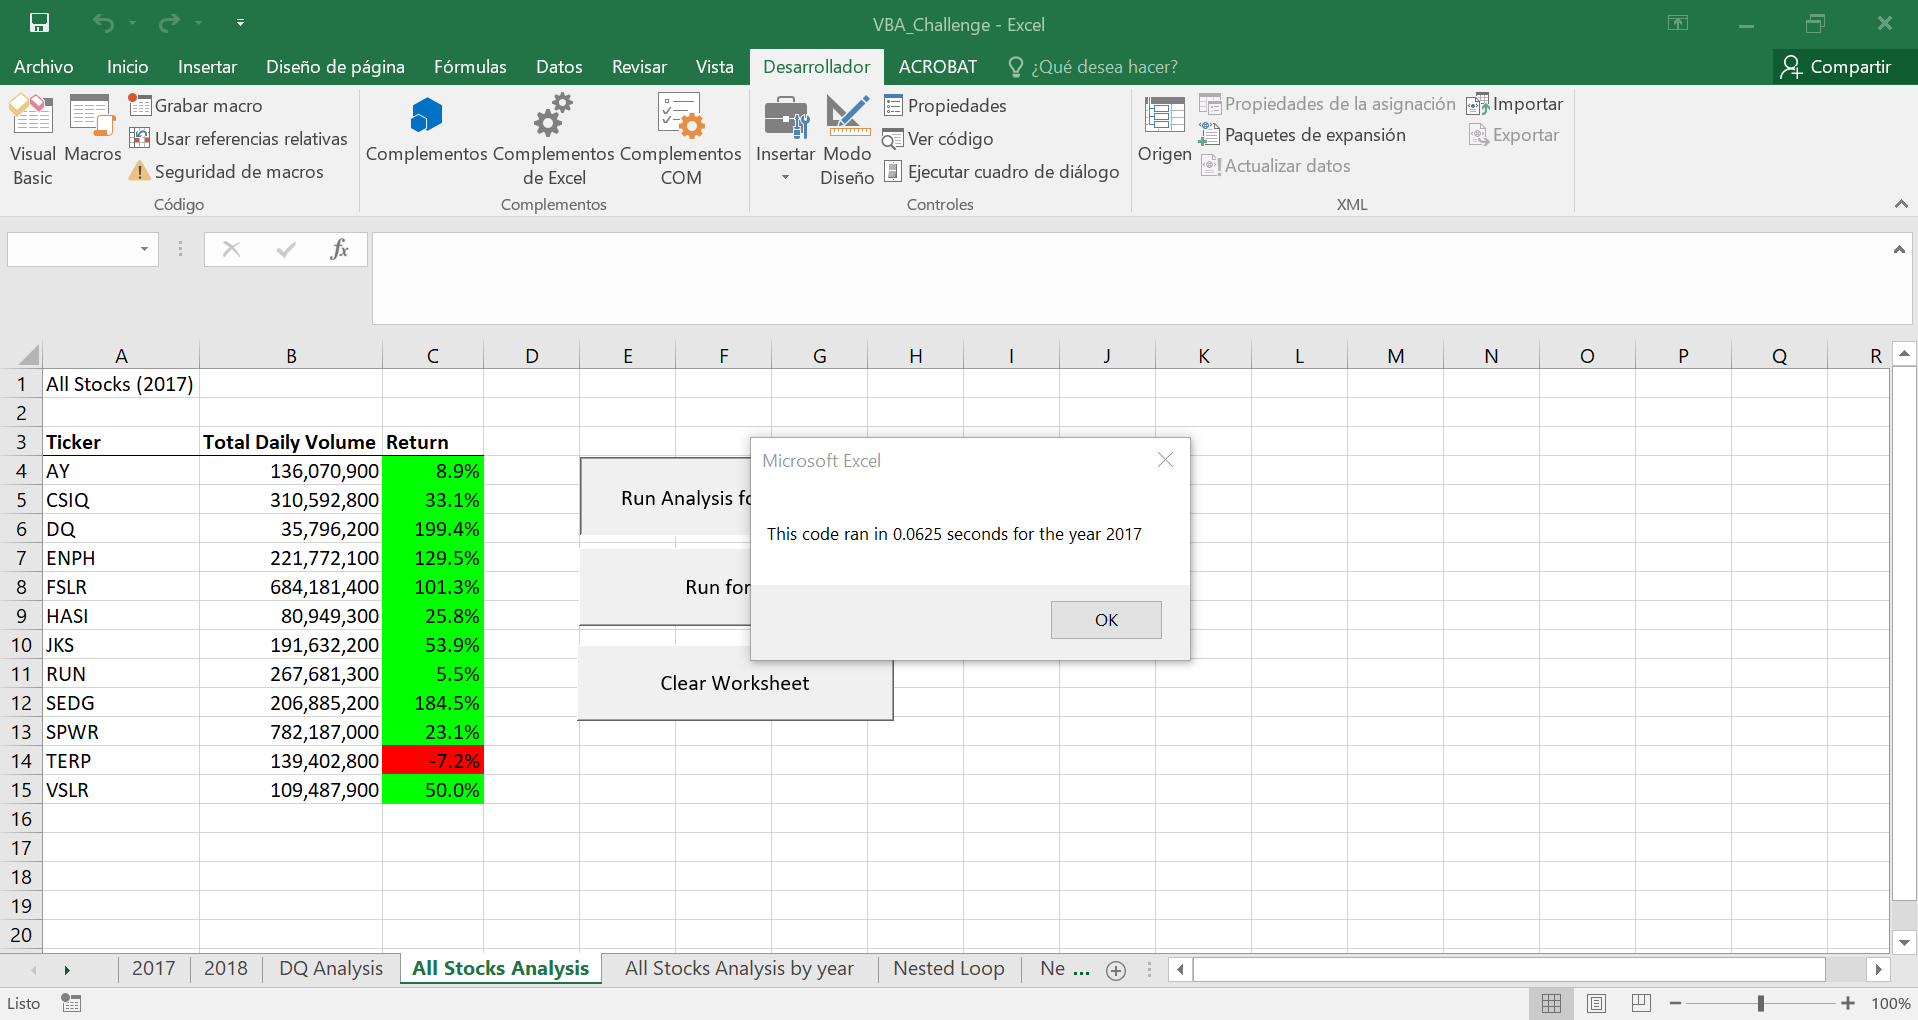 VBA_Challenge - Excel
Archivo Inicio Insertar Diseño de página Fórmulas Datos Revisar Vista Desarrollador ACROBAT ¿Qué desea hacer? Compartir
Visual Basic
Macros
Grabar macro
Usar referencias relativas
Seguridad de macros
Código
Complementos
Complementos de Excel
Complementos COM
Complementos
Insertar
Modo Diseño
Propiedades
Ver código
Ejecutar cuadro de diálogo
Controles
Origen
Propiedades de la asignación
Paquetes de expansión
Actualizar datos
Importar
Exportar
XML
fx
A B C D E F G H I J K L M N O P Q R
1 All Stocks (2017)
2
3 Ticker Total Daily Volume Return
4 AY 136,070,900 8.9%
5 CSIQ 310,592,800 33.1%
6 DQ 35,796,200 199.4%
7 ENPH 221,772,100 129.5%
8 FSLR 684,181,400 101.3%
9 HASI 80,949,300 25.8%
10 JKS 191,632,200 53.9%
11 RUN 267,681,300 5.5%
12 SEDG 206,885,200 184.5%
13 SPWR 782,187,000 23.1%
14 TERP 139,402,800 -7.2%
15 VSLR 109,487,900 50.0%
16
17
18
19
20
Run Analysis fo
Run for
Clear Worksheet
Microsoft Excel
This code ran in 0.0625 seconds for the year 2017
OK
2017 2018 DQ Analysis All Stocks Analysis All Stocks Analysis by year Nested Loop Ne ...
Listo 100%